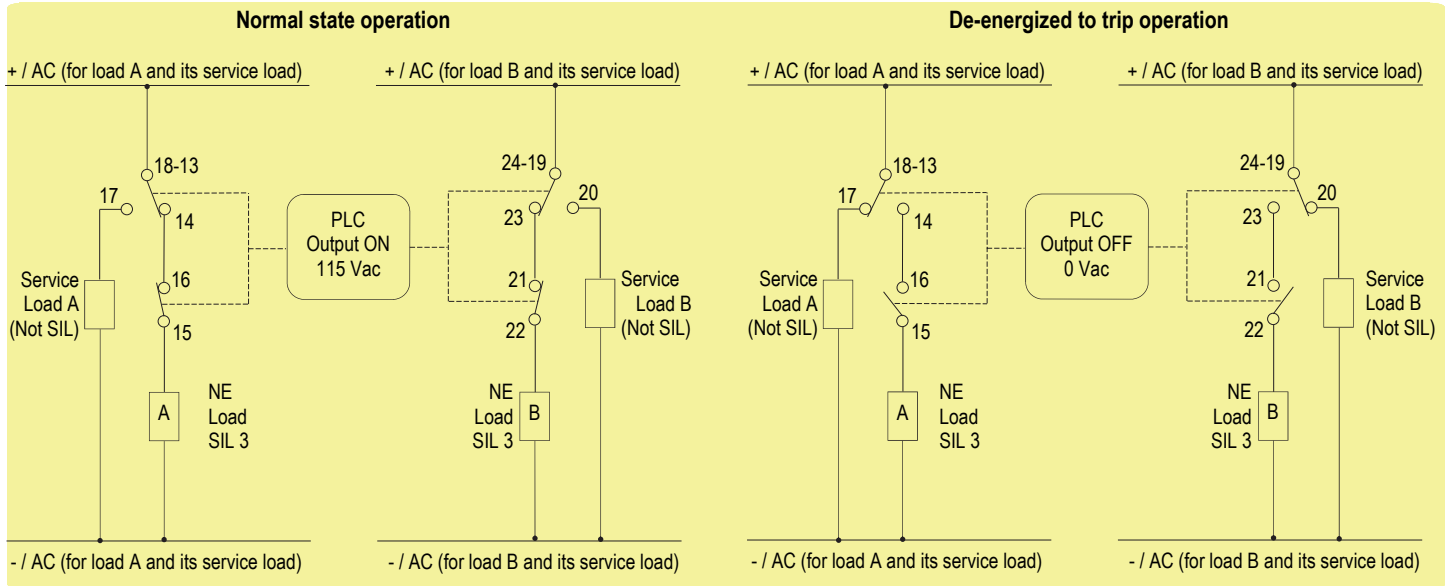 Normal state operation
+ / AC (for load A and its service load)
+ / AC (for load B and its service load)
18-13
17
14
16
15
Service
Load A
(Not SIL)
A
NE
Load
SIL 3
PLC
Output ON
115 Vac
24-19
20
23
21
22
Service
Load B
(Not SIL)
B
NE
Load
SIL 3
- / AC (for load A and its service load)
- / AC (for load B and its service load)
De-energized to trip operation
+ / AC (for load A and its service load)
+ / AC (for load B and its service load)
18-13
17
14
16
15
Service
Load A
(Not SIL)
A
NE
Load
SIL 3
PLC
Output OFF
0 Vac
24-19
20
23
21
22
Service
Load B
(Not SIL)
B
NE
Load
SIL 3
- / AC (for load A and its service load)
- / AC (for load B and its service load)